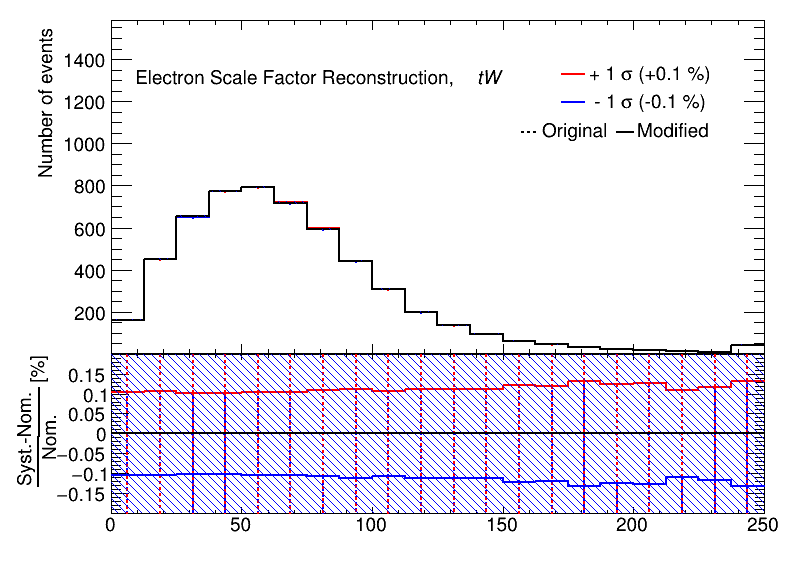 Number of events
1400
1200
1000
800
600
400
200
Electron Scale Factor Reconstruction, tW
+ 1 σ (+0.1 %)
- 1 σ (-0.1 %)
Original Modified
Syst.-Nom.
Nom.
[%]
0.15
0.1
0.05
0
−0.05
−0.1
−0.15
0 50 100 150 200 250